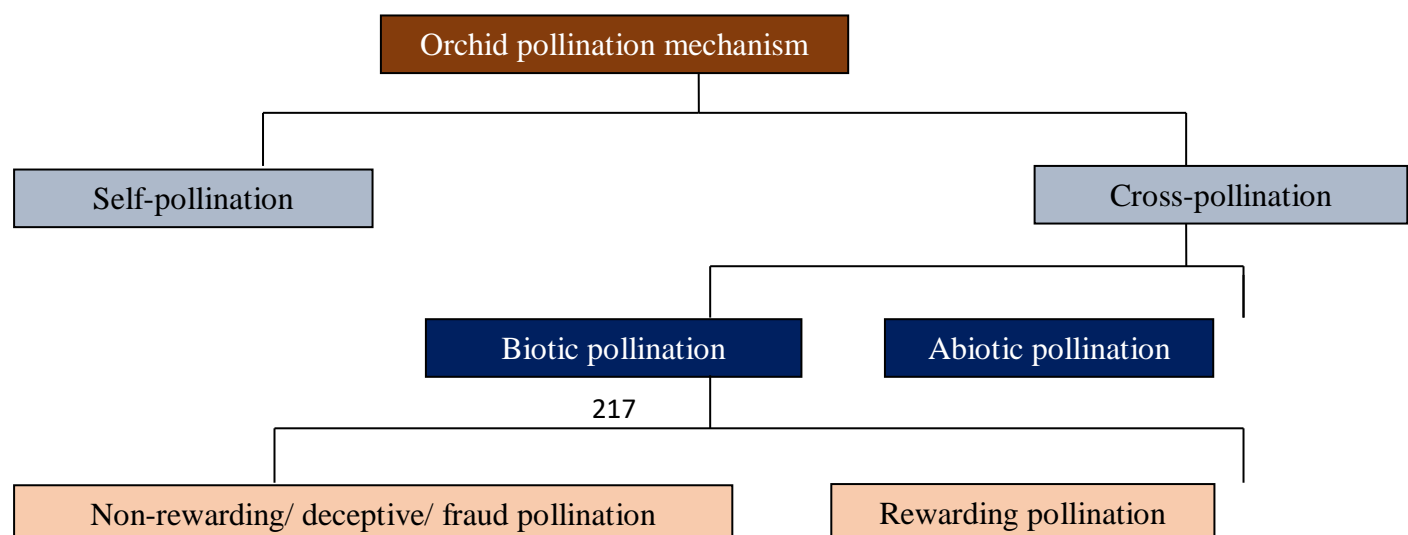 Orchid pollination mechanism
Self-pollination
Cross-pollination
Biotic pollination
Abiotic pollination
217
Non-rewarding/ deceptive/ fraud pollination
Rewarding pollination